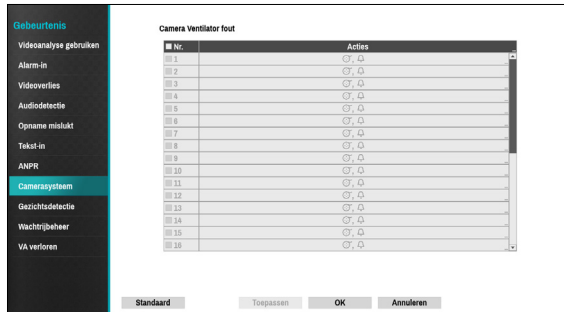 Gebeurtenis
Videoanalyse gebruiken
Alarm-in
Videoverlies
Audiodetectie
Opname mislukt
Tekst-in
ANPR
Camerasysteem
Gezichtsdetectie
Wachtrijbeheer
VA verloren
Camera Ventilator fout
Nr. Acties
1
2
3
4
5
6
7
8
9
10
11
12
13
14
15
16
Standaard Toepassen OK Annuleren